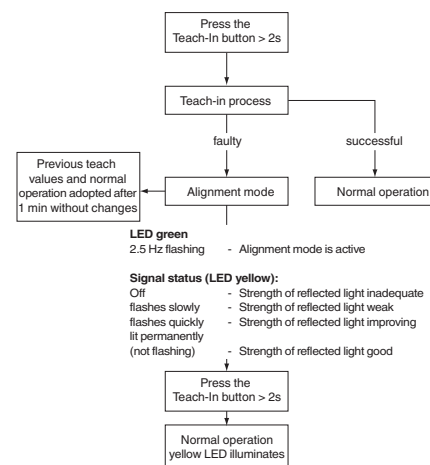 Press the
Teach-In button > 2s
Teach-in process
faulty
successful
Previous teach
values and normal
operation adopted after
1 min without changes
Alignment mode
Normal operation
LED green
2.5 Hz flashing - Alignment mode is active
Signal status (LED yellow):
Off - Strength of reflected light inadequate
flashes slowly - Strength of reflected light weak
flashes quickly - Strength of reflected light improving
lit permanently
(not flashing) - Strength of reflected light good
Press the
Teach-In button > 2s
Normal operation
yellow LED illuminates